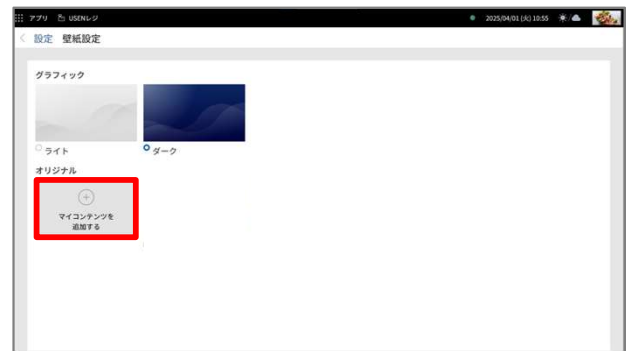 アプリ USENレジ 2025/04/01 (火) 10:55
設定 壁紙設定
グラフィック
ライト ダーク
オリジナル
マイコンテンツを
追加する